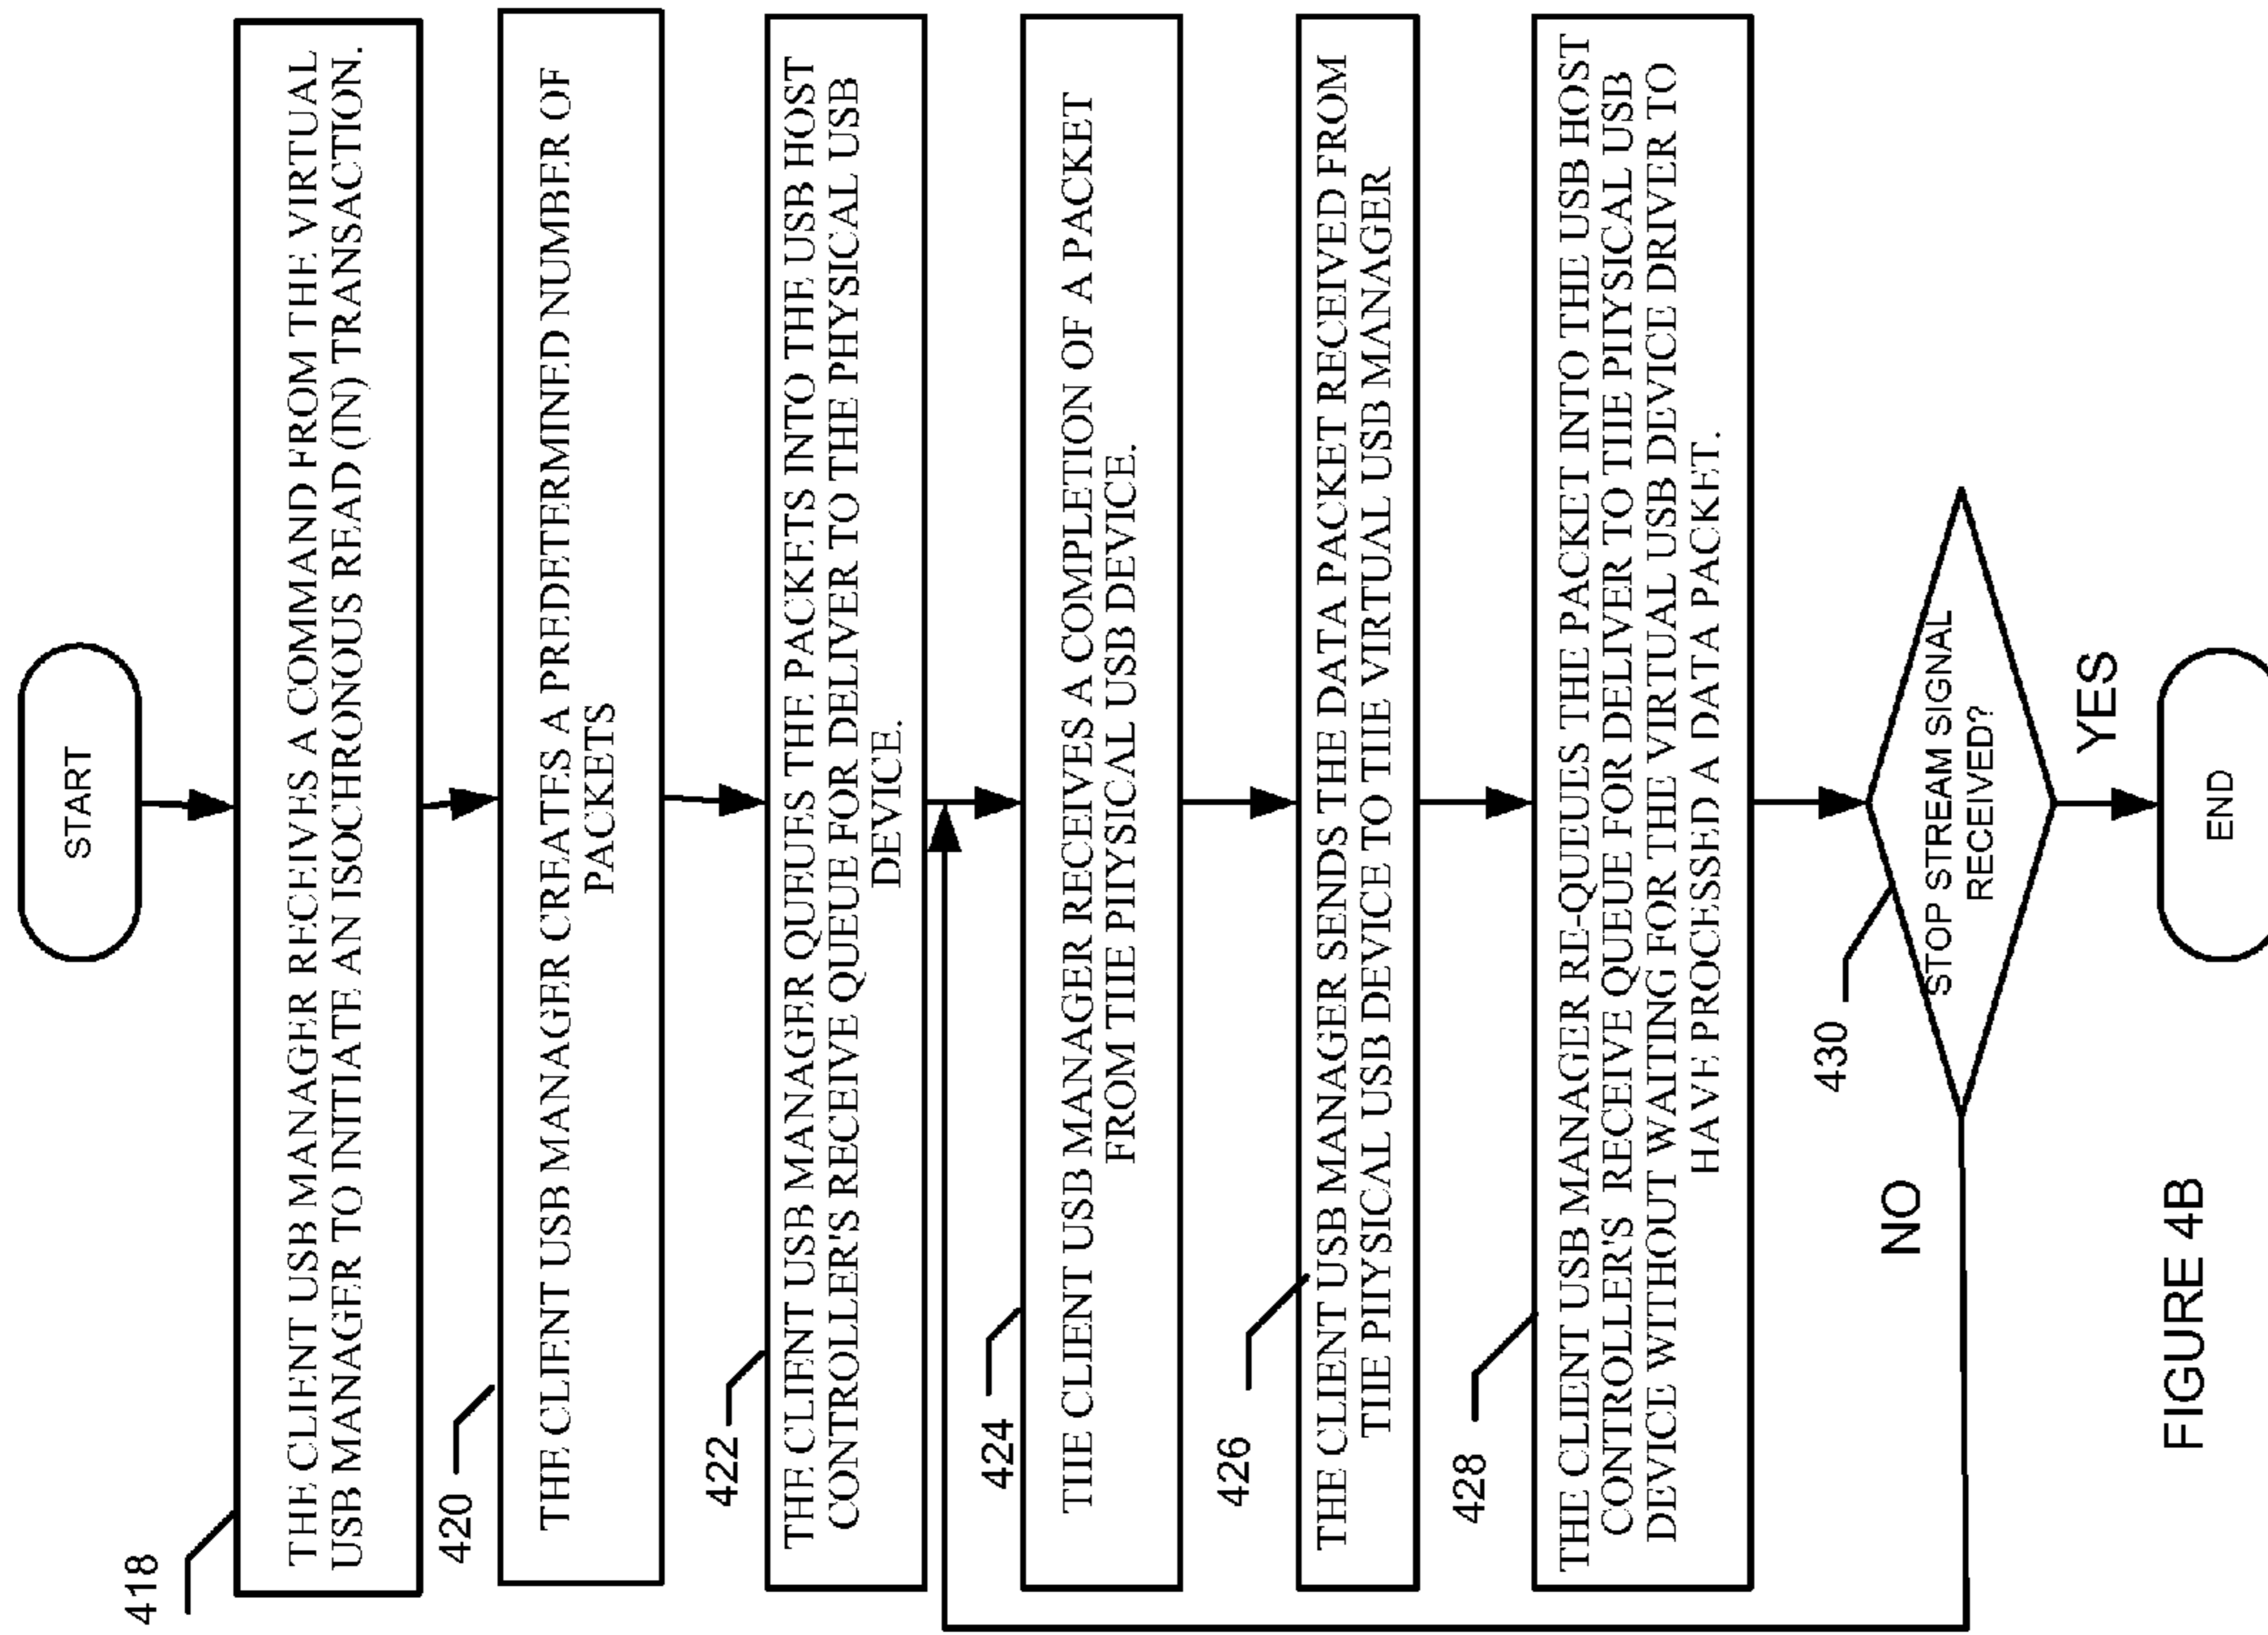 START
418
THE CLIENT USB MANAGER RECEIVES A COMMAND FROM THE VIRTUAL
USB MANAGER TO INITIATE AN ISOCHRONOUS READ (IN) TRANSACTION.
420
THE CLIENT USB MANAGER CREATES A PREDETERMINED NUMBER OF
PACKETS
422
THE CLIENT USB MANAGER QUEUES THE PACKETS INTO THE USB HOST
CONTROLLER'S RECEIVE QUEUE FOR DELIVER TO THE PHYSICAL USB
DEVICE.
424
THE CLIENT USB MANAGER RECEIVES A COMPLETION OF A PACKET
FROM THE PHYSICAL USB DEVICE.
426
THE CLIENT USB MANAGER SENDS THE DATA PACKET RECEIVED FROM
THE PHYSICAL USB DEVICE TO THE VIRTUAL USB MANAGER
428
THE CLIENT USB MANAGER RE-QUEUES THE PACKET INTO THE USB HOST
CONTROLLER'S RECEIVE QUEUE FOR DELIVER TO THE PHYSICAL USB
DEVICE WITHOUT WAITING FOR THE VIRTUAL USB DEVICE DRIVER TO
HAVE PROCESSED A DATA PACKET.
430
STOP STREAM SIGNAL
RECEIVED?
NO
YES
END
FIGURE 4B